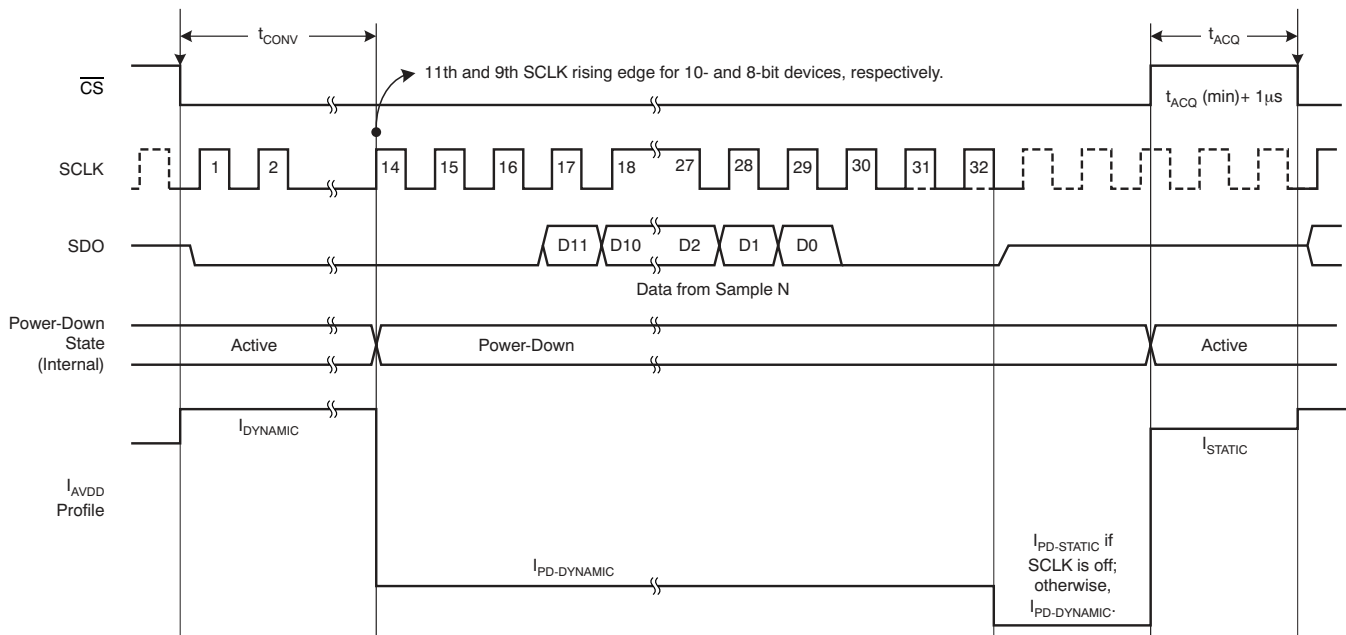 tCONV
tACQ
11th and 9th SCLK rising edge for 10- and 8-bit devices, respectively.
CS
tACQ (min)+ 1μs
SCLK
1 2 14 15 16 17 18 27 28 29 30 31 32
SDO
D11 D10 D2 D1 D0
Data from Sample N
Power-Down
State
(Internal)
Active
Power-Down
Active
IDYNAMIC
ISTATIC
IAVDD
Profile
IPD-DYNAMIC
IPD-STATIC if
SCLK is off;
otherwise,
IPD-DYNAMIC.